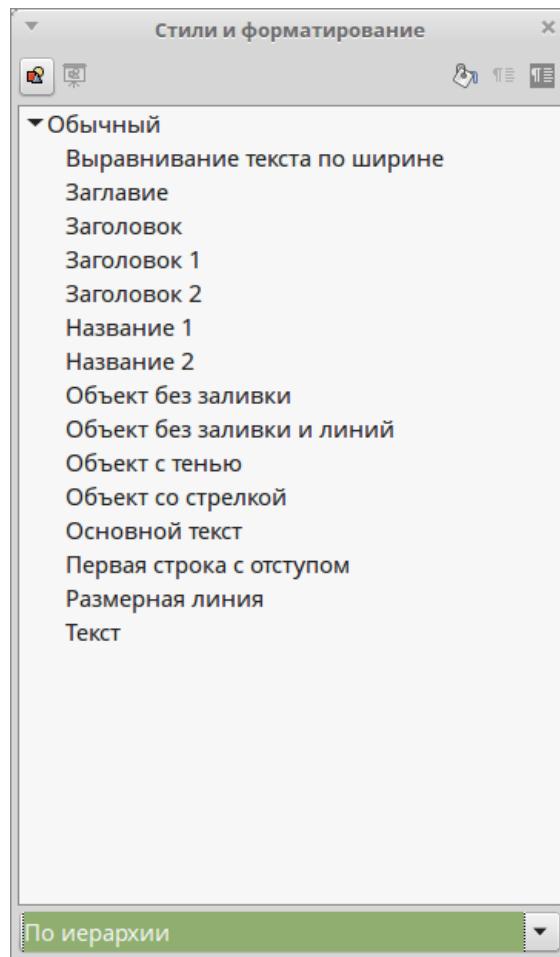 Стили и форматирование
Обычный
Выравнивание текста по ширине
Заглавие
Заголовок
Заголовок 1
Заголовок 2
Название 1
Название 2
Объект без заливки
Объект без заливки и линий
Объект с тенью
Объект со стрелкой
Основной текст
Первая строка с отступом
Размерная линия
Текст
По иерархии